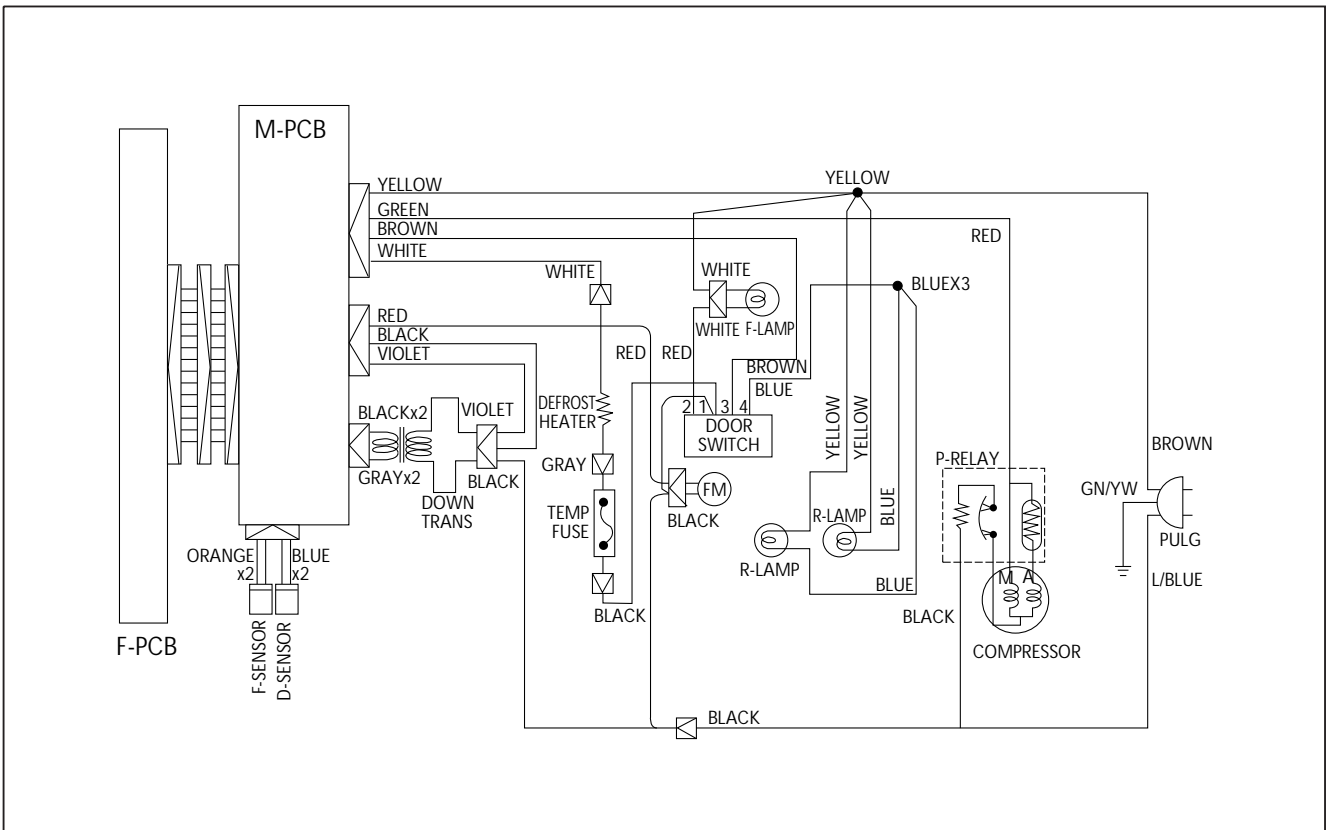 M-PCB
YELLOW
GREEN
BROWN
WHITE
WHITE
RED
BLACK
VIOLET
BLACKx2
VIOLET
GRAYx2
BLACK
DOWN
TRANS
ORANGE
x2
BLUE
x2
F-SENSOR
D-SENSOR
F-PCB
DEFROST
HEATER
GRAY
TEMP
FUSE
BLACK
YELLOW
RED
WHITE
WHITE
F-LAMP
BLUEX3
RED
RED
BROWN
BLUE
2 1 3 4
DOOR
SWITCH
FM
BLACK
YELLOW
YELLOW
R-LAMP
R-LAMP
BLUE
BLUE
BLACK
P-RELAY
M A
COMPRESSOR
BROWN
GN/YW
PULG
L/BLUE
BLACK